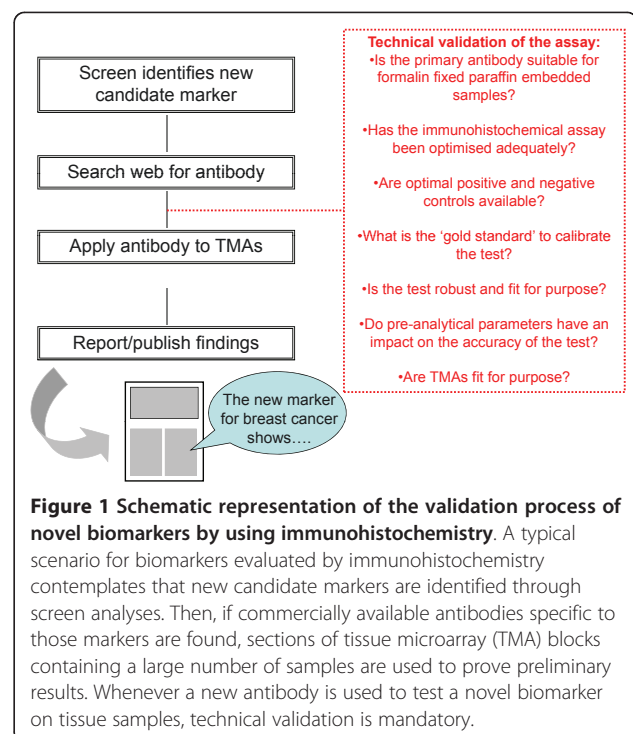 Screen identifies new
candidate marker
Search web for antibody
Apply antibody to TMAs
Report/publish findings
The new
marker
for breast cancer
shows….
Technical validation of the assay:
•Is the primary antibody suitable for
formalin fixed paraffin embedded
samples?
•Has the immunohistochemical assay
been optimised adequately?
•Are optimal positive and negative
controls available?
•What is the ‘gold standard’ to calibrate
the test?
•Is the test robust and fit for purpose?
•Do pre-analytical parameters have an
impact on the accuracy of the test?
•Are TMAs fit for purpose?
Figure 1 Schematic representation of the validation process of
novel biomarkers by using immunohistochemistry. A typical
scenario for biomarkers evaluated by immunohistochemistry
contemplates that new candidate markers are identified through
screen analyses. Then, if commercially available antibodies specific to
those markers are found, sections of tissue microarray (TMA) blocks
containing a large number of samples are used to prove preliminary
results. Whenever a new antibody is used to test a novel biomarker
on tissue samples, technical validation is mandatory.